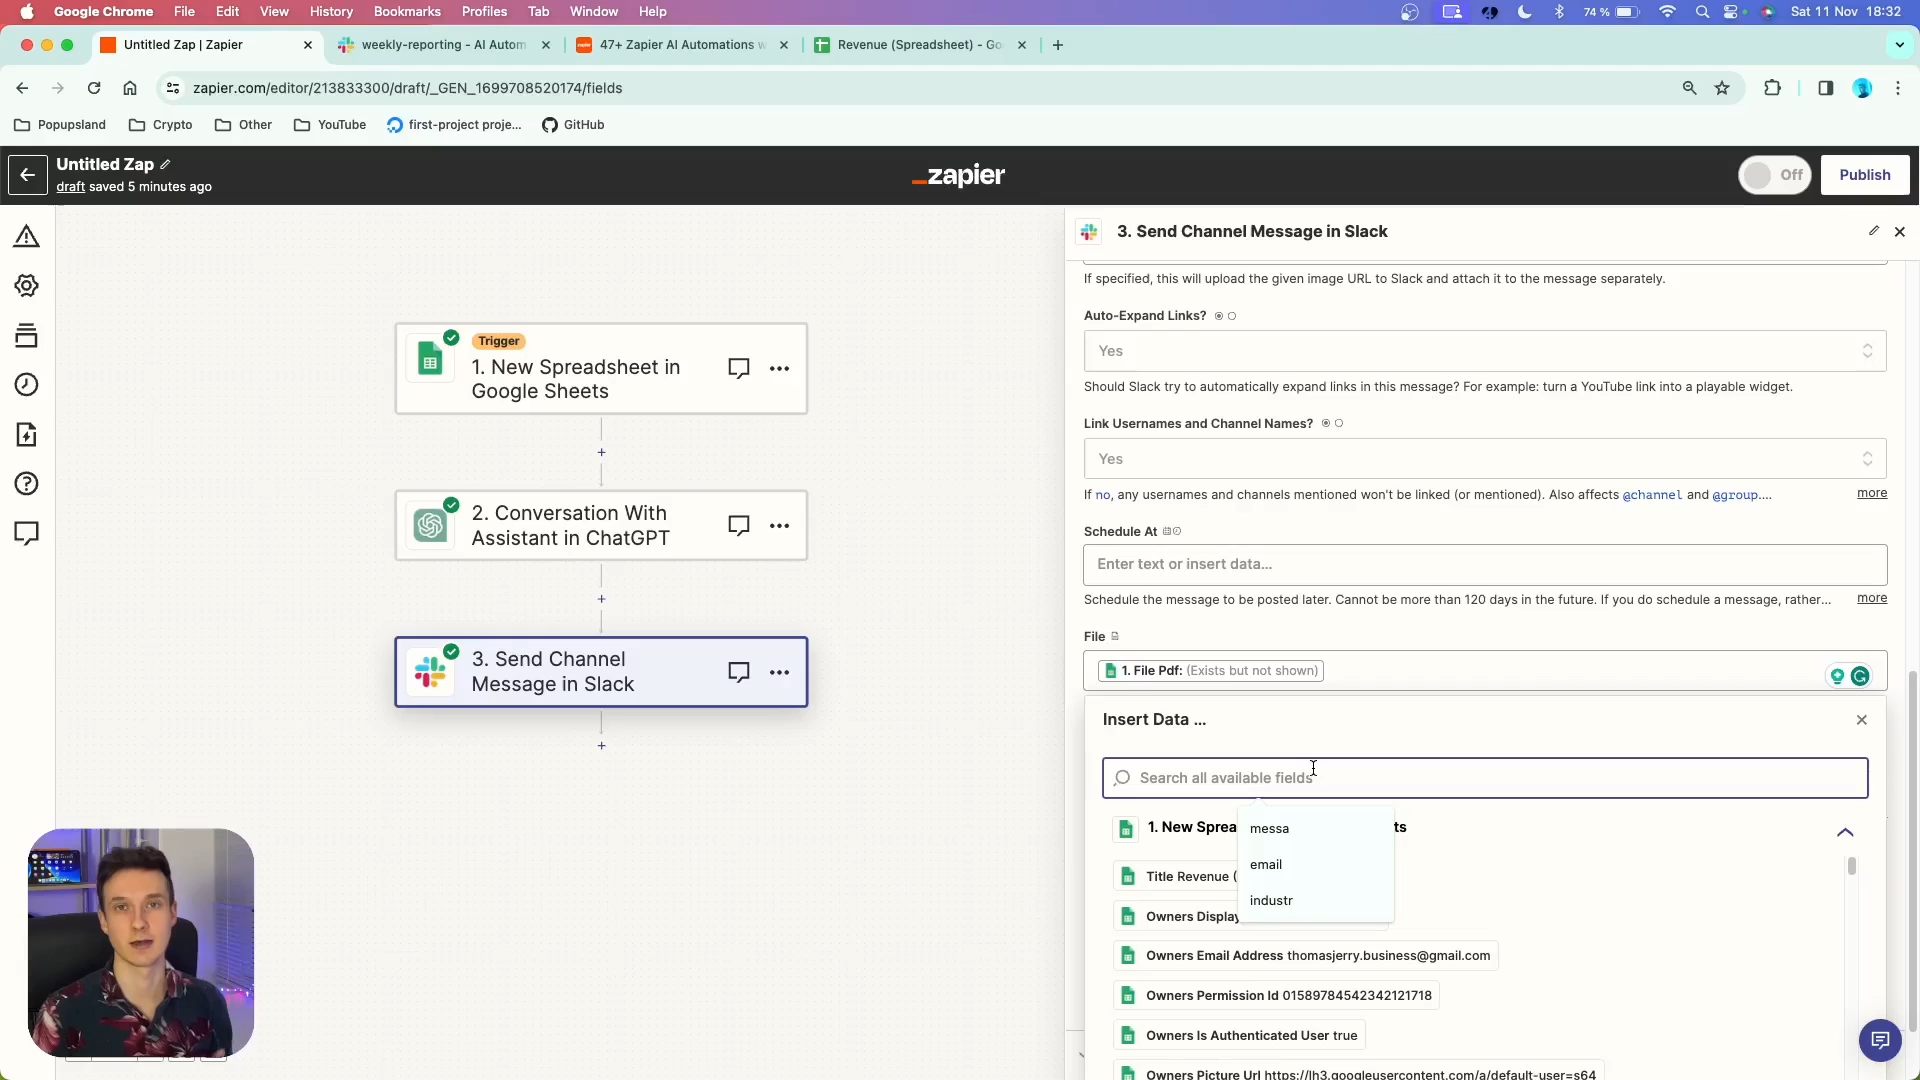 Google Chrome File Edit View History Bookmarks Profiles Tab Window Help 74 % Sat 11 Nov 18:32
Untitled Zap | Zapier
weekly-reporting - AI Autom
47+ Zapier AI Automations w
Revenue (Spreadsheet) - Go
zapier.com/editor/213833300/draft/_GEN_1699708520174/fields
Popupsland Crypto Other YouTube first-project proje... GitHub
Untitled Zap
draft saved 5 minutes ago
_zapier
Off
Publish
Trigger
1. New Spreadsheet in
Google Sheets
2. Conversation With
Assistant in ChatGPT
3. Send Channel
Message in Slack
3. Send Channel Message in Slack
If specified, this will upload the given image URL to Slack and attach it to the message separately.
Auto-Expand Links?
Yes
Should Slack try to automatically expand links in this message? For example: turn a YouTube link into a playable widget.
Link Usernames and Channel Names?
Yes
If no, any usernames and channels mentioned won't be linked (or mentioned). Also affects @channel and @group.... more
Schedule At
Enter text or insert data...
Schedule the message to be posted later. Cannot be more than 120 days in the future. If you do schedule a message, rather... more
File
1. File Pdf: (Exists but not shown)
Insert Data ...
Search all available fields
1. New Sprea ts
messa
email
industr
Title Revenue (
Owners Display
Owners Email Address thomasjerry.business@gmail.com
Owners Permission Id 01589784542342121718
Owners Is Authenticated User true
Owners Picture Url https://lh3.googleusercontent.com/a/default-user=s64